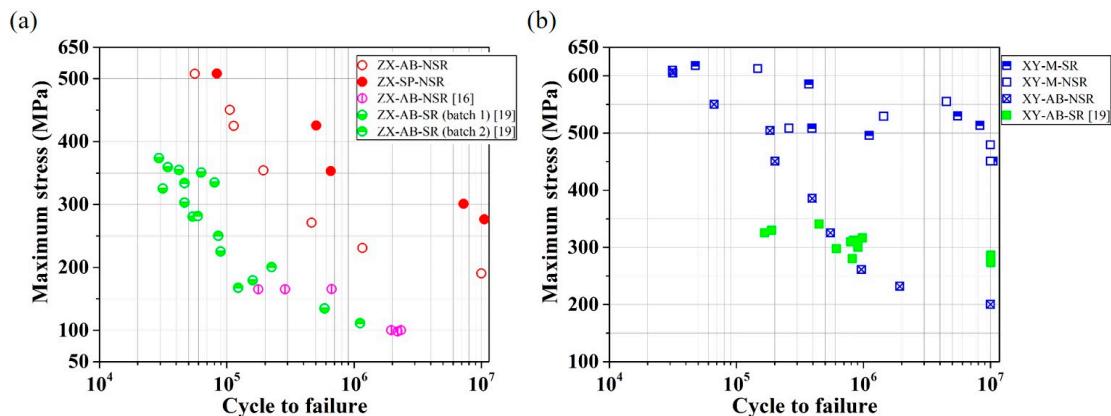 (a)
650
500
400
300
200
100
50
Maximum stress (MPa)
10^4
10^5
10^6
10^7
Cycle to failure
ZX-AB-NSR
ZX-SP-NSR
ZX-AB-NSR [16]
ZX-AB-SR (batch 1) [19]
ZX-AB-SR (batch 2) [19]
(b)
650
600
500
400
300
200
100
Maximum stress (MPa)
10^4
10^5
10^6
10^7
Cycle to failure
XY-M-SR
XY-M-NSR
XY-AB-NSR
XY-AB-SR [19]